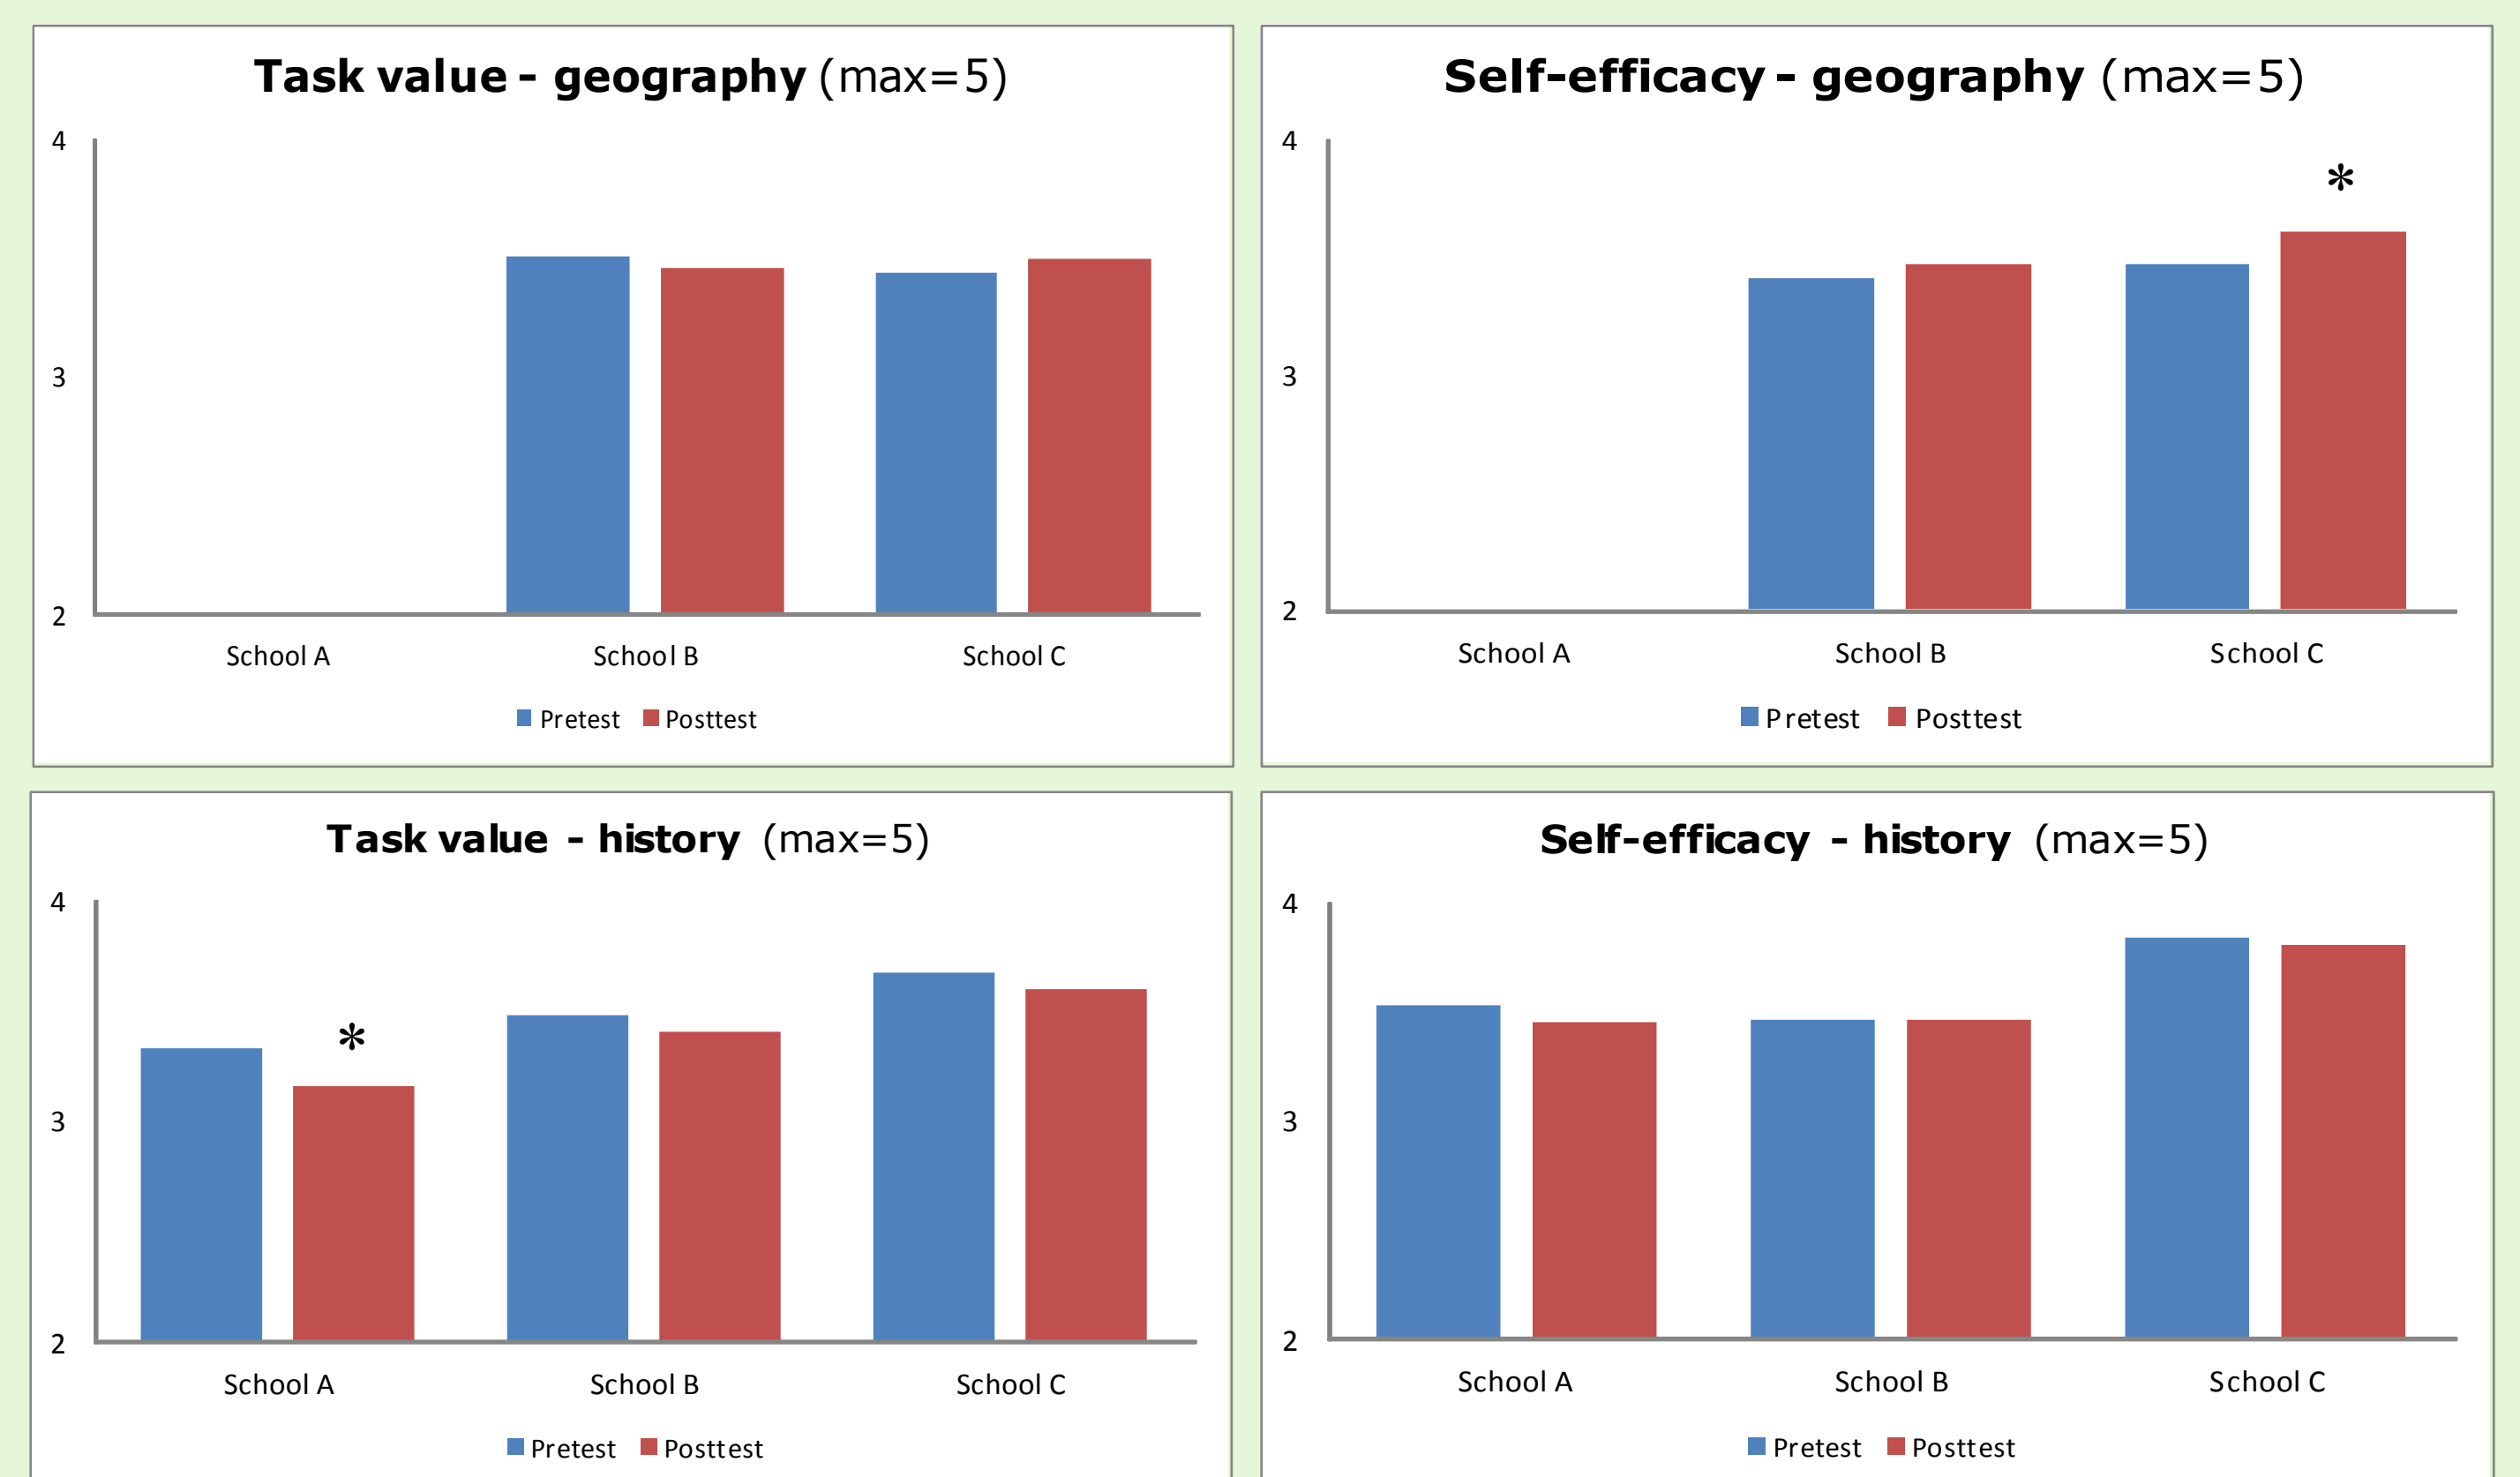 Task value - geography (max=5)
4
3
2
School A School B School C
Pretest Posttest
Self-efficacy - geography (max=5)
4
*
3
2
School A School B School C
Pretest Posttest
Task value - history (max=5)
4
*
3
2
School A School B School C
Pretest Posttest
Self-efficacy - history (max=5)
4
3
2
School A School B School C
Pretest Posttest